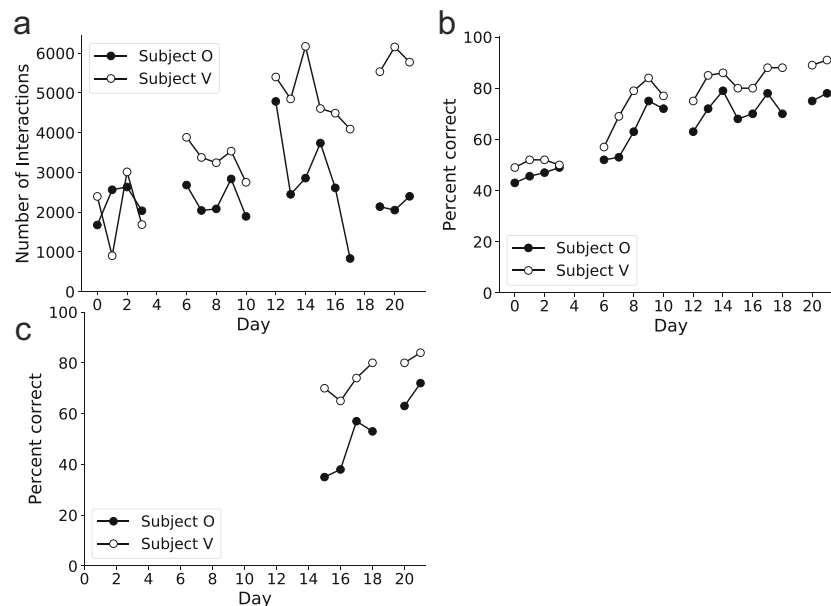 a
Number of Interactions
6000
5000
4000
3000
2000
1000
0
Subject O
Subject V
0 2 4 6 8 10 12 14 16 18 20
Day
b
Percent correct
100
80
60
40
20
0
Subject O
Subject V
0 2 4 6 8 10 12 14 16 18 20
Day
c
Percent correct
100
80
60
40
20
0
Subject O
Subject V
0 2 4 6 8 10 12 14 16 18 20
Day